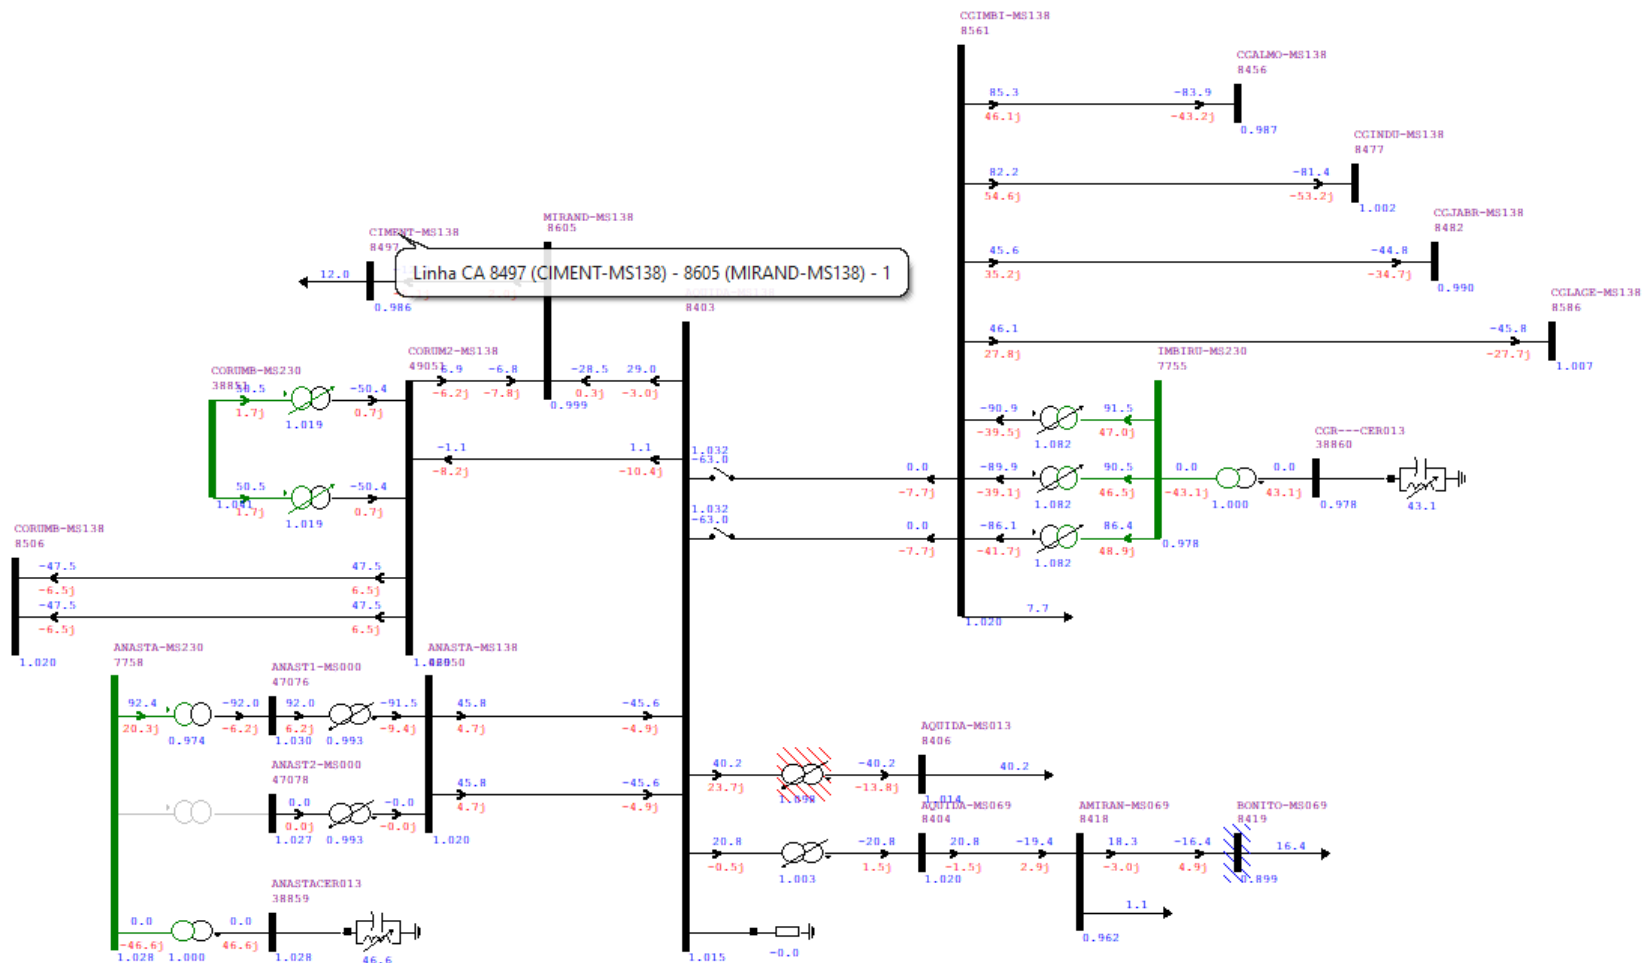 CGIMBI-MS138
8561
CGALMO-MS138
8456
85.3
-83.9
46.1j
-43.2j
0.987
CGINDU-MS138
8477
82.2
-81.4
54.6j
-53.2j
1.002
CGJABR-MS138
8482
45.6
-44.8
35.2j
-34.7j
0.990
CGLAGE-MS138
8586
46.1
-45.8
27.8j
-27.7j
1.007
MIRAND-MS138
8605
CIMENT-MS138
8497
Linha CA 8497 (CIMENT-MS138) - 8605 (MIRAND-MS138) - 1
12.0
0.986
8403
CORUM2-MS138
49051
6.9
-6.8
-28.5
29.0
-6.2j
-7.8j
0.3j
-3.0j
0.999
CORUMB-MS230
38851
50.5
-50.4
1.7j
0.7j
1.019
-1.1
1.1
-8.2j
-10.4j
50.5
-50.4
1.041
1.7j
0.7j
1.019
IMBIRU-MS230
7755
-90.9
91.5
-39.5j
47.0j
1.082
1.032
-63.0
0.0
-89.9
90.5
-7.7j
-39.1j
46.5j
1.082
CGR---CER013
38860
0.0
0.0
-43.1j
43.1j
1.000
0.978
43.1
1.032
-63.0
0.0
-86.1
86.4
-7.7j
-41.7j
48.9j
0.978
1.082
7.7
1.020
CORUMB-MS138
8506
-47.5
47.5
-6.5j
6.5j
-47.5
47.5
-6.5j
6.5j
1.020
ANASTA-MS230
7758
ANAST1-MS000
47076
ANASTA-MS138
92.4
-92.0
92.0
-91.5
45.8
-45.6
20.3j
-6.2j
6.2j
-9.4j
4.7j
-4.9j
0.974
1.030
0.993
ANAST2-MS000
47078
0.0
-0.0
45.8
-45.6
0.0j
-0.0j
4.7j
-4.9j
1.027
0.993
1.020
ANASTACER013
38859
0.0
0.0
-46.6j
46.6j
1.028
1.000
1.028
46.6
AQUIDA-MS013
8406
40.2
-40.2
40.2
23.7j
-13.8j
1.098
1.014
AQUIDA-MS069
8404
AMIRAN-MS069
8418
BONITO-MS069
8419
20.8
-20.8
20.8
-19.4
18.3
-16.4
16.4
-0.5j
1.5j
-1.5j
2.9j
-3.0j
4.9j
1.003
1.020
0.899
1.1
0.962
-0.0
1.015